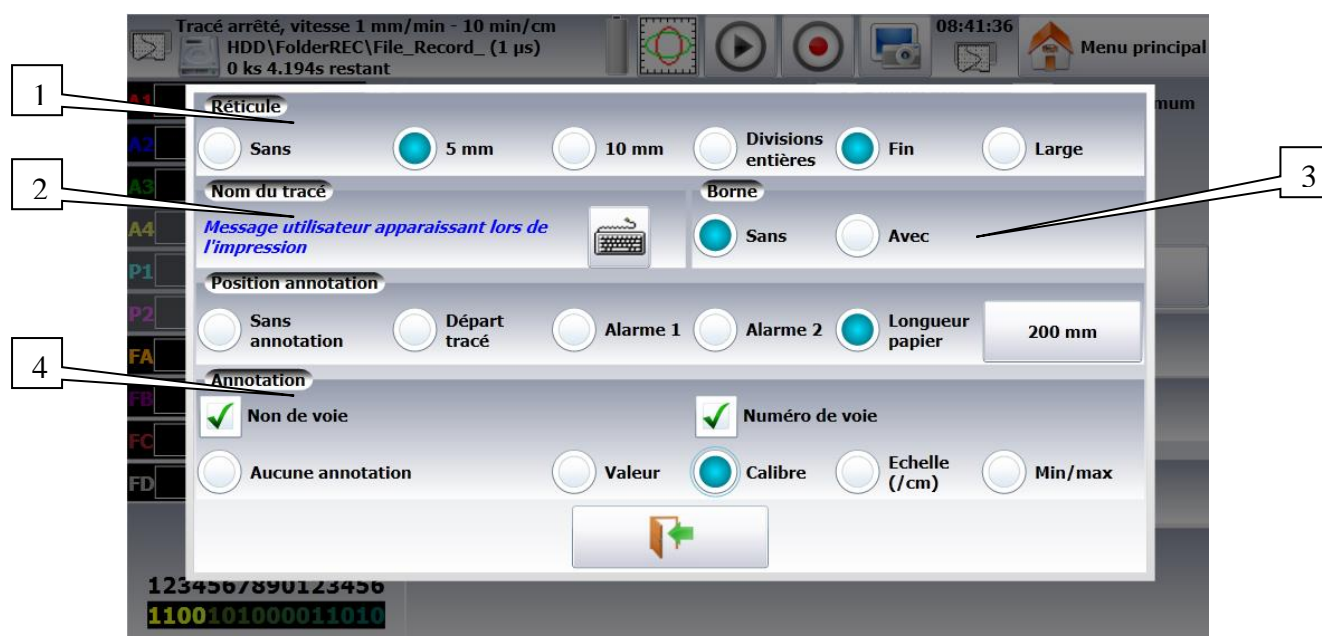 Tracé arrêté, vitesse 1 mm/min - 10 min/cm
HDD\FolderREC\File_Record_ (1 µs)
0 ks 4.194s restant
08:41:36
Menu principal
1
2
3
4
A1
A2
A3
A4
P1
P2
FA
FB
FC
FD
mum
Réticule
Sans
5 mm
10 mm
Divisions
entières
Fin
Large
Nom du tracé
Message utilisateur apparaissant lors de
l'impression
Borne
Sans
Avec
Position annotation
Sans
annotation
Départ
tracé
Alarme 1
Alarme 2
Longueur
papier
200 mm
Annotation
Non de voie
Numéro de voie
Aucune annotation
Valeur
Calibre
Echelle
(/cm)
Min/max
1234567890123456
1100101000011010